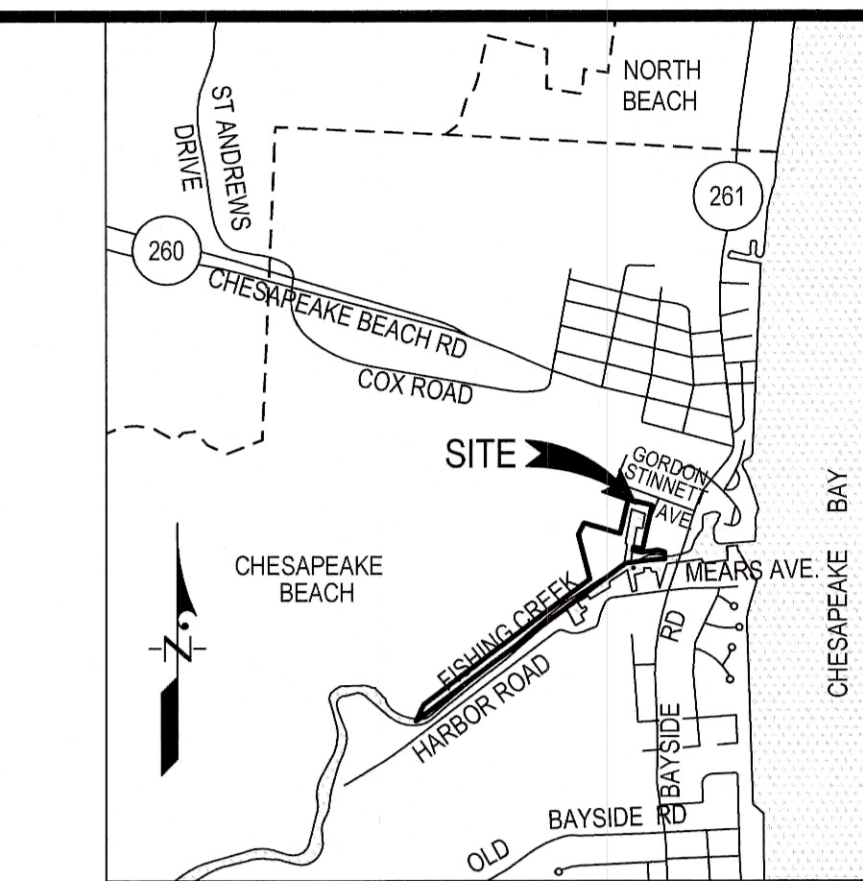 NORTH
BEACH
ST ANDREWS
DRIVE
261
260
CHESAPEAKE BEACH RD
COX ROAD
SITE
GORDON
STINNETT
AVE
CHESAPEAKE BAY
CHESAPEAKE
BEACH
MEARS AVE.
FISHING CREEK
HARBOR ROAD
N
BAYSIDE RD
BAYSIDE RD
OLD